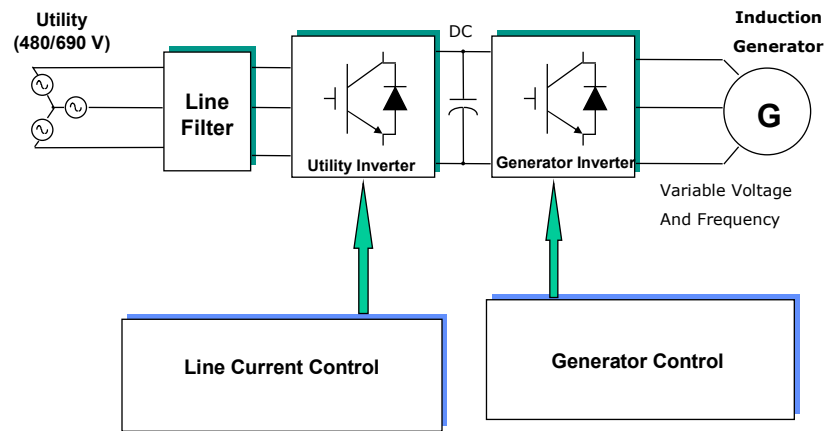 Utility
(480/690 V)
Line
Filter
Utility Inverter
DC
Generator Inverter
Induction
Generator
G
Variable Voltage
And Frequency
Line Current Control
Generator Control